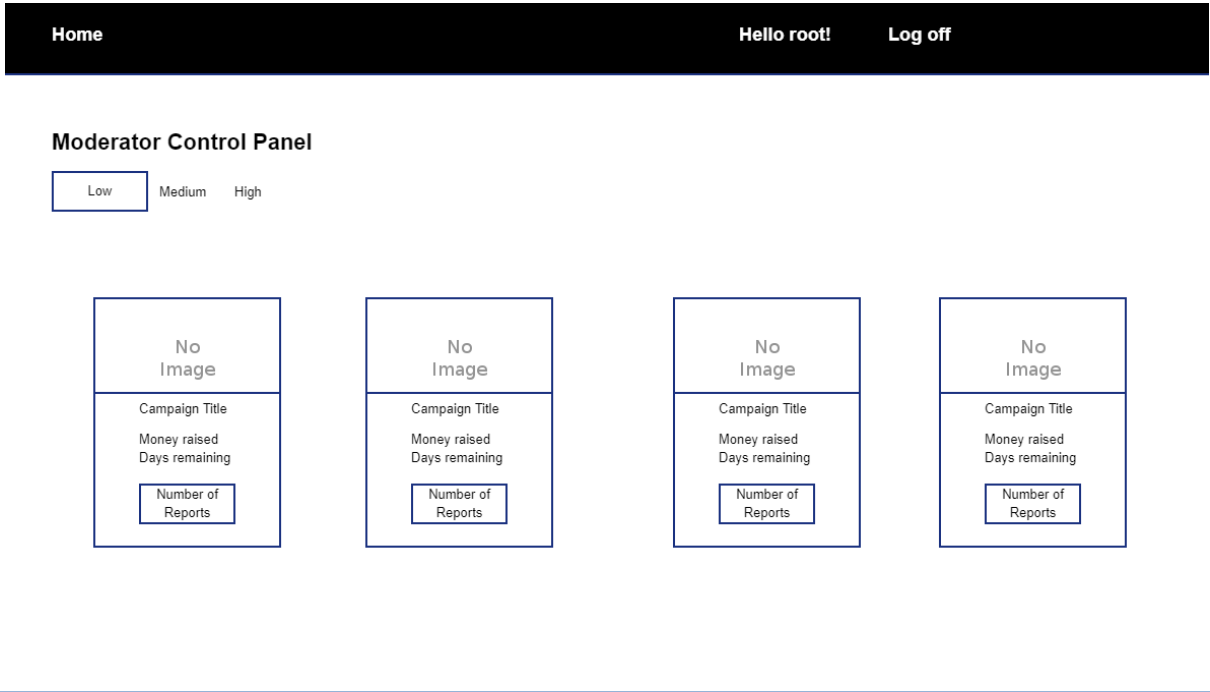 Home
Hello root!
Log off
Moderator Control Panel
Low
Medium
High
No
Image
Campaign Title
Money raised
Days remaining
Number of
Reports
No
Image
Campaign Title
Money raised
Days remaining
Number of
Reports
No
Image
Campaign Title
Money raised
Days remaining
Number of
Reports
No
Image
Campaign Title
Money raised
Days remaining
Number of
Reports